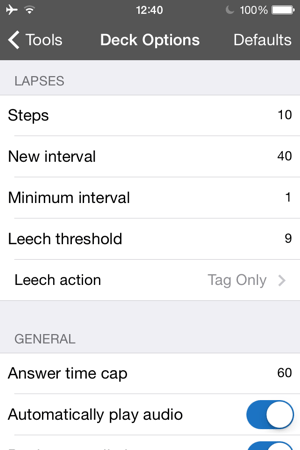 12:40 100%
Tools Deck Options Defaults
LAPSES
Steps 10
New interval 40
Minimum interval 1
Leech threshold 9
Leech action Tag Only
GENERAL
Answer time cap 60
Automatically play audio